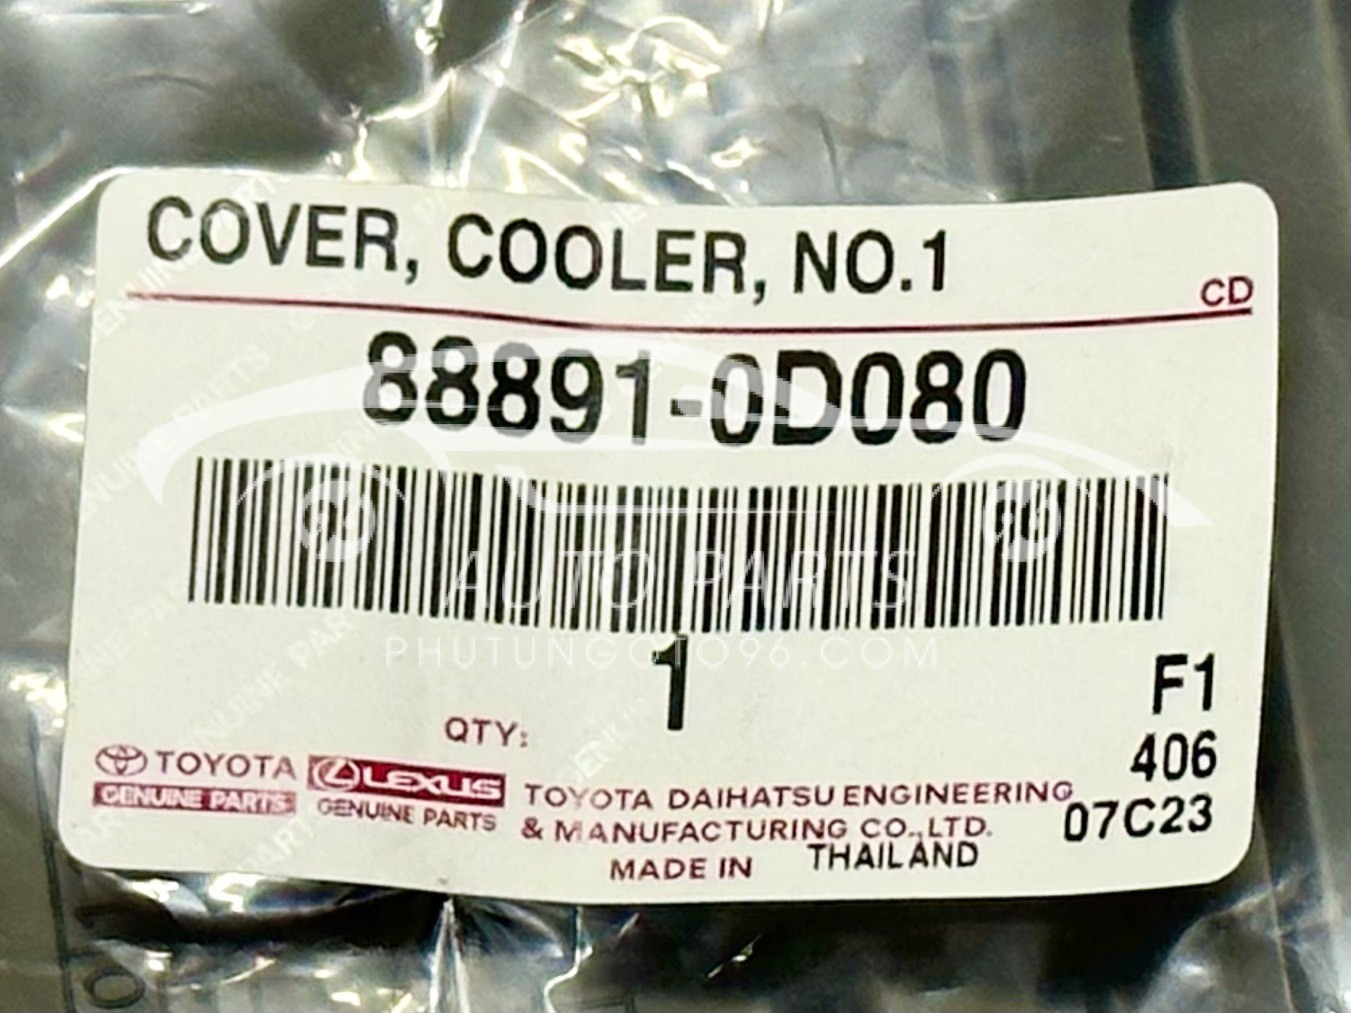 COVER, COOLER, NO.1
CD
88891-0D080
AUTO PARTS
PHUTUNGOTO96.COM
1
QTY:
F1
406
07C23
TOYOTA
GENUINE PARTS
LEXUS
GENUINE PARTS
TOYOTA DAIHATSU ENGINEERING
& MANUFACTURING CO.,LTD.
MADE IN THAILAND